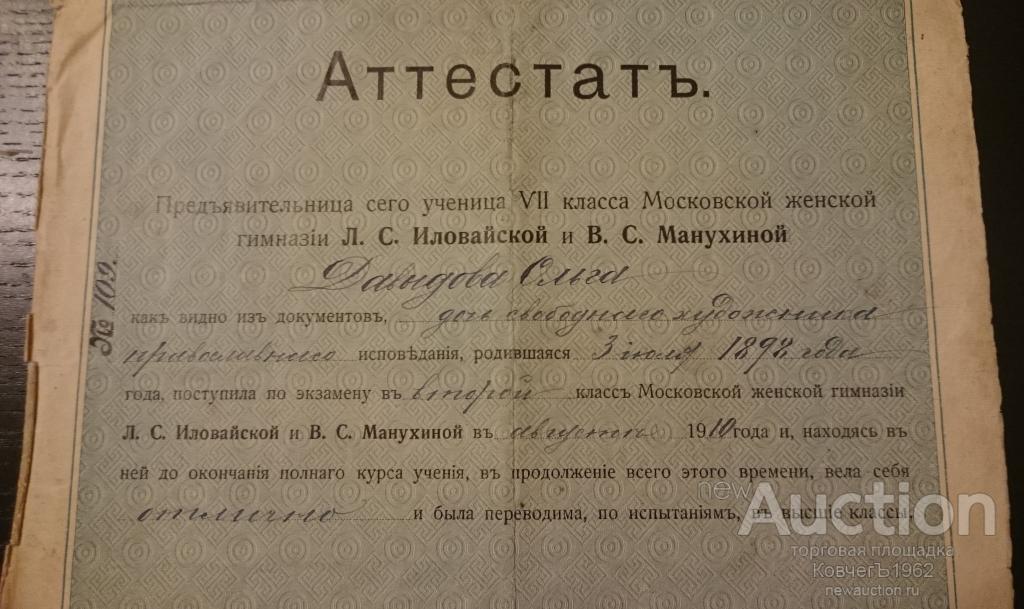 Аттестатъ.
Предъявительница сего ученица VII класса Московской женской
гимназіи Л. С. Иловайской и В. С. Манухиной
Давыдова Ольга
№ 109.
какъ видно изъ документовъ, дочь свободнаго художника
православнаго исповѣданія, родившаяся 3 іюля 1892 года
года, поступила по экзамену въ второй классъ Московской женской гимназіи
Л. С. Иловайской и В. С. Манухиной въ августѣ 1910 года и, находясь въ
ней до окончанія полнаго курса ученія, въ продолженіе всего этого времени, вела себя
отлично и была переводима, по испытаніямъ, въ высшіе классы,
newAuction
торговая площадка
КовчегЪ1962
newauction.ru